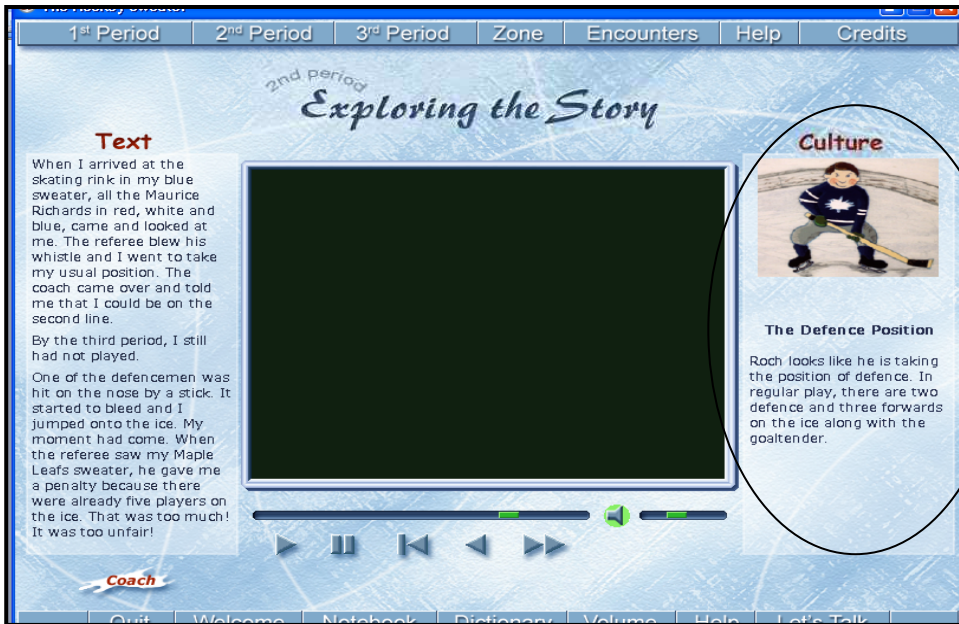 The Hockey Sweater
1st Period 2nd Period 3rd Period Zone Encounters Help Credits
2nd period
Exploring the Story
Text
When I arrived at the
skating rink in my blue
sweater, all the Maurice
Richards in red, white and
blue, came and looked at
me. The referee blew his
whistle and I went to take
my usual position. The
coach came over and told
me that I could be on the
second line.
By the third period, I still
had not played.
One of the defencemen was
hit on the nose by a stick. It
started to bleed and I
jumped onto the ice. My
moment had come. When
the referee saw my Maple
Leafs sweater, he gave me
a penalty because there
were already five players on
the ice. That was too much!
It was too unfair!
Coach
Culture
The Defence Position
Roch looks like he is taking
the position of defence. In
regular play, there are two
defence and three forwards
on the ice along with the
goaltender.
Quit Welcome Notebook Dictionary Volume Help Let's Talk